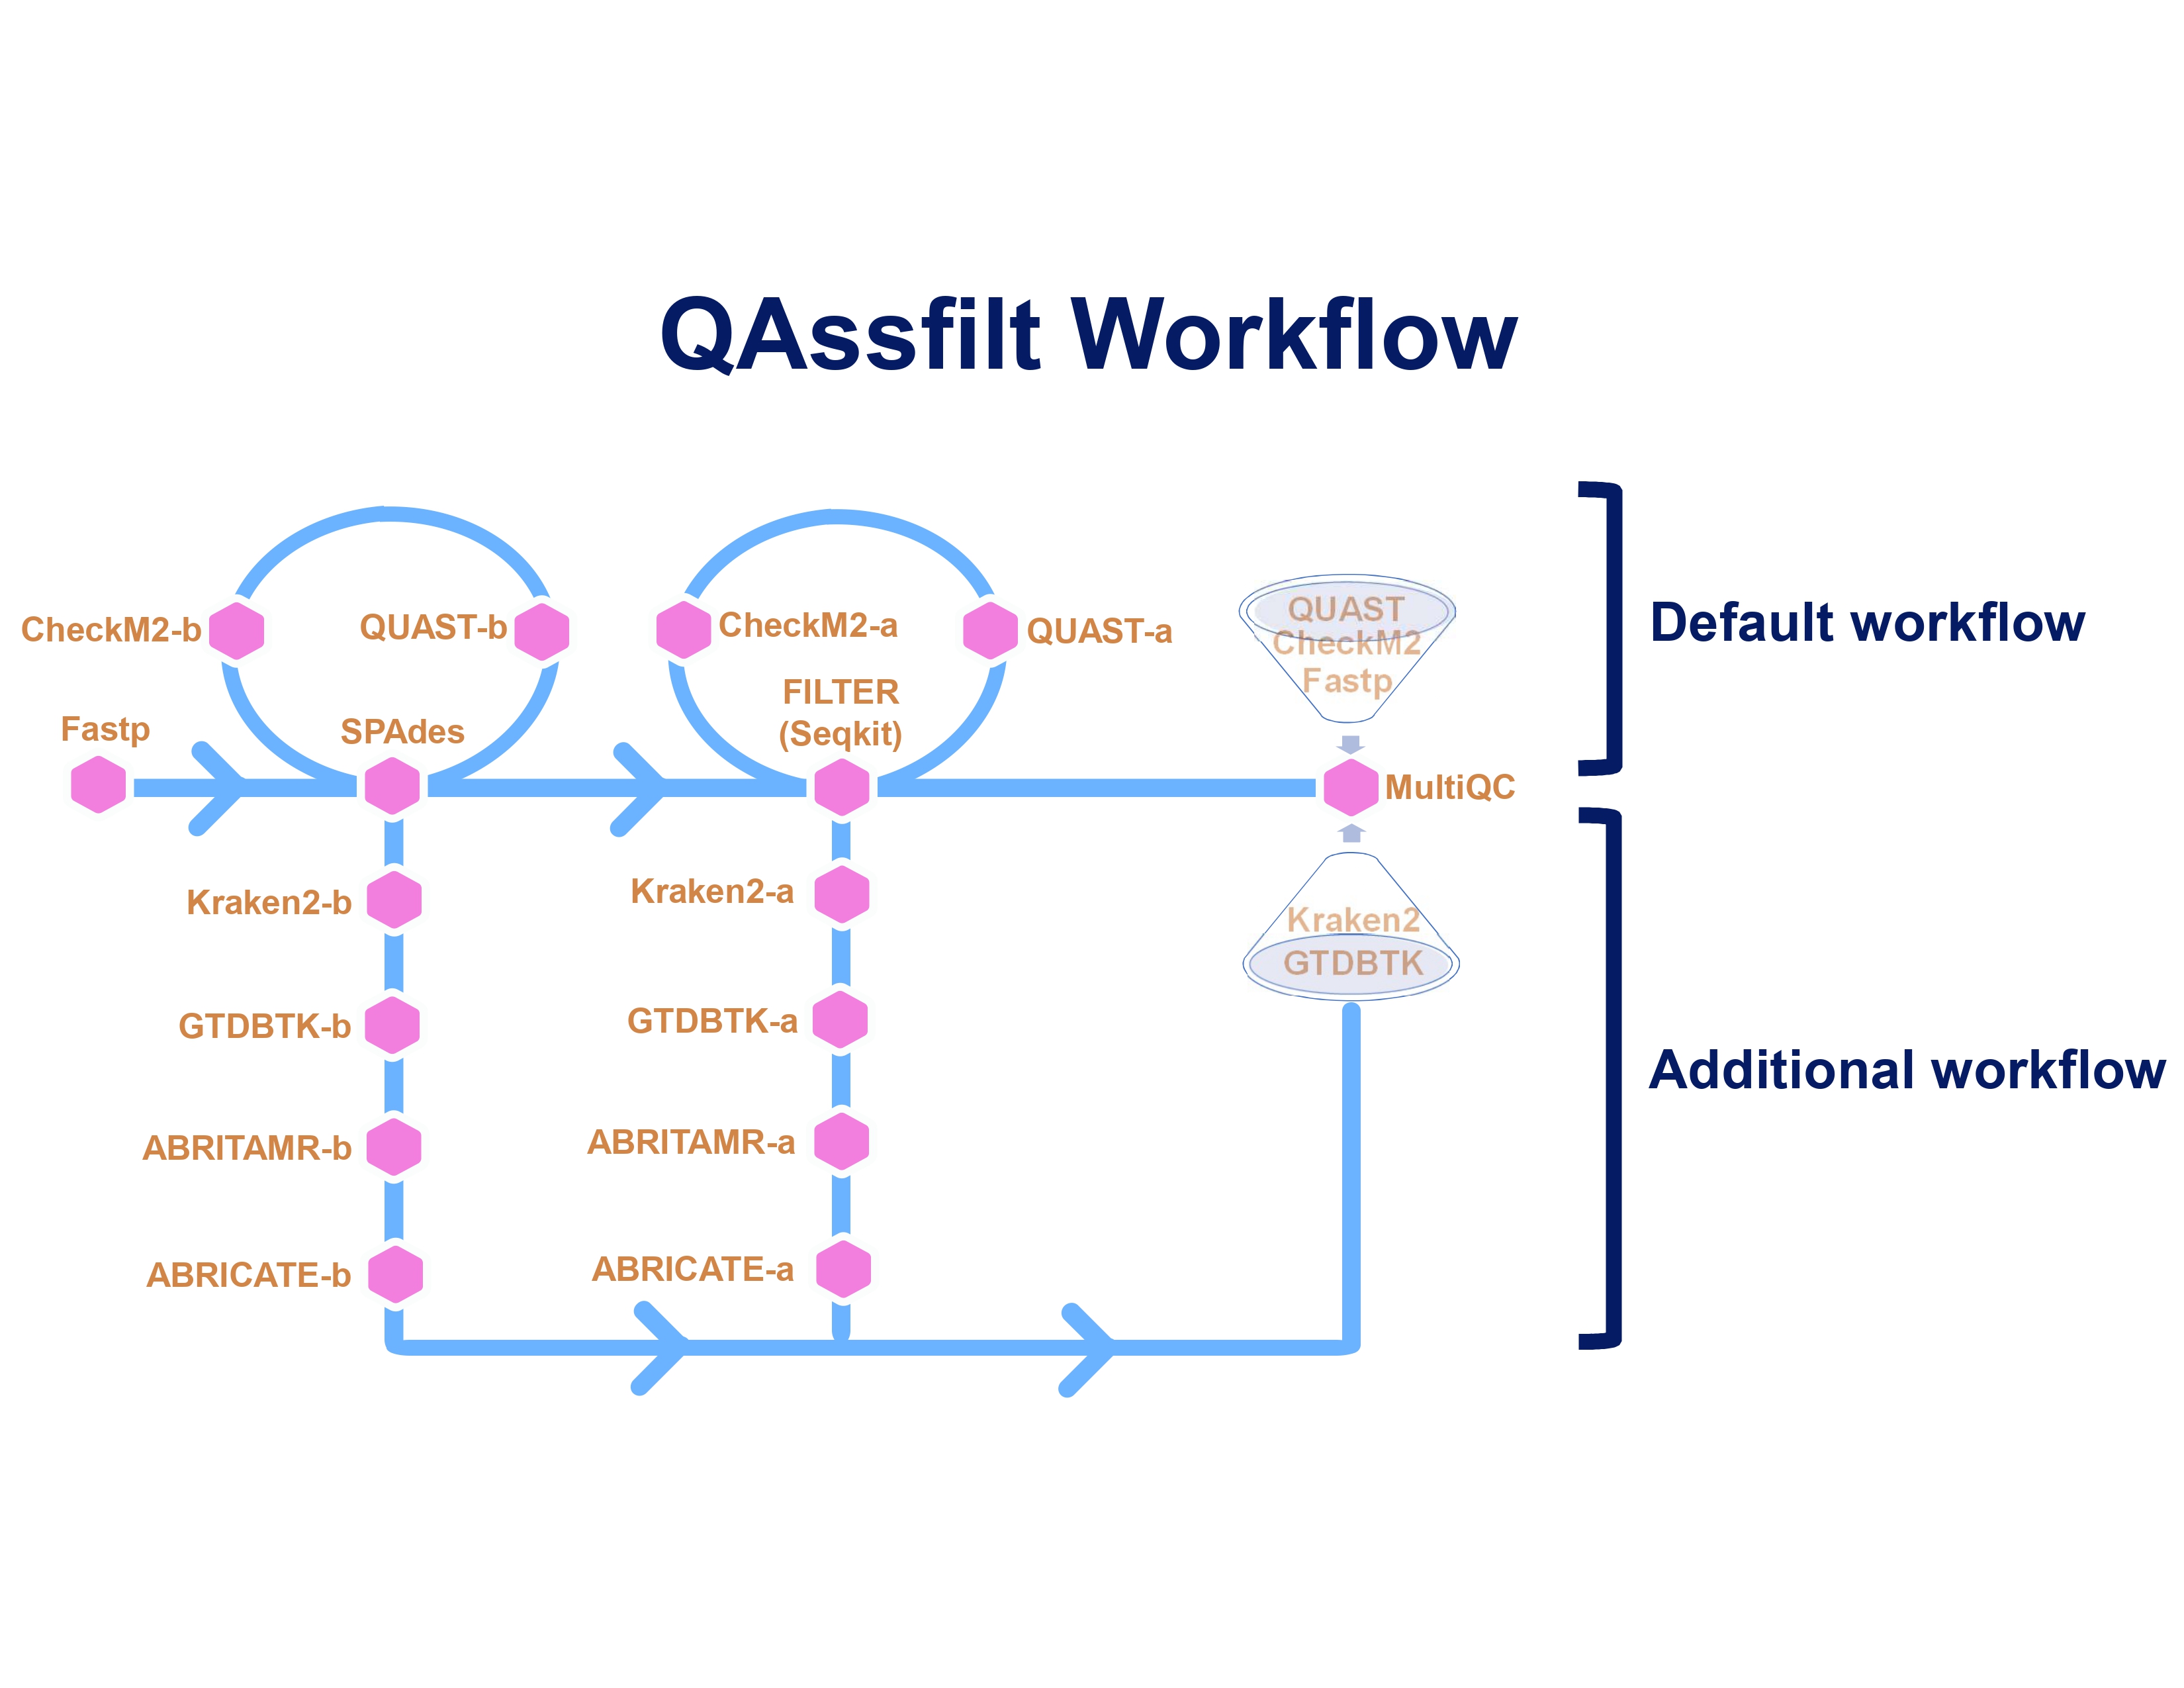 QAssfilt Workflow
CheckM2-b
QUAST-b
CheckM2-a
QUAST-a
QUAST
CheckM2
Fastp
Default workflow
Fastp
SPAdes
FILTER
(Seqkit)
MultiQC
Kraken2-b
Kraken2-a
Kraken2
GTDBTK
GTDBTK-b
GTDBTK-a
Additional workflow
ABRITAMR-b
ABRITAMR-a
ABRICATE-b
ABRICATE-a